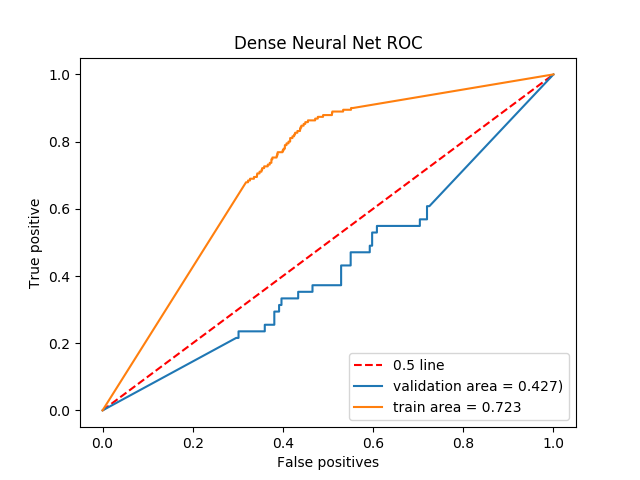 Dense Neural Net ROC
1.0
0.8
0.6
0.4
0.2
0.0
True positive
0.5 line
validation area = 0.427)
train area = 0.723
0.0 0.2 0.4 0.6 0.8 1.0
False positives